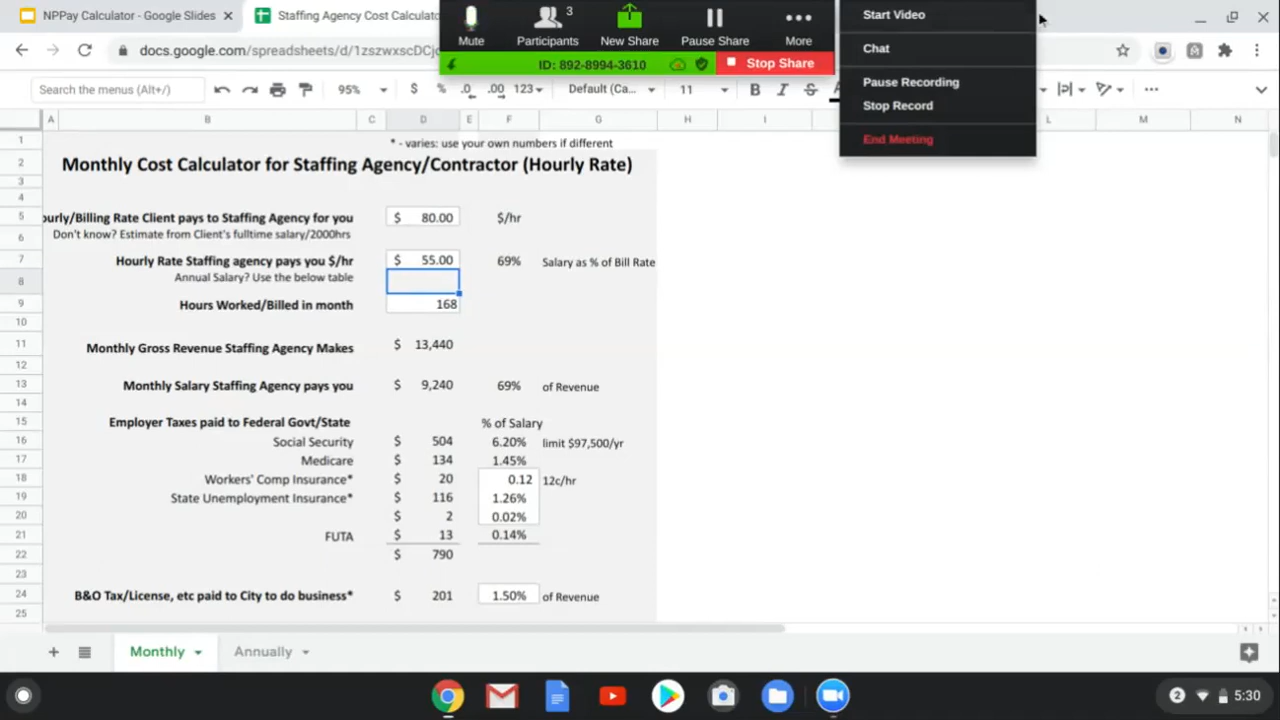 NPPay Calculator - Google Slides
Staffing Agency Cost Calculato
Mute
Participants
3
New Share
Pause Share
More
ID: 892-8994-3610
Stop Share
Start Video
Chat
Pause Recording
Stop Record
End Meeting
docs.google.com/spreadsheets/d/1zszwxscDCj
Search the menus (Alt+/)
95%
$
%
.0
.00
123
Default (Ca...
11
B
I
S
A
A B C D E F G H I L M N
1 * - varies: use your own numbers if different
2 Monthly Cost Calculator for Staffing Agency/Contractor (Hourly Rate)
3
4
5 ourly/Billing Rate Client pays to Staffing Agency for you $ 80.00 $/hr
6 Don't know? Estimate from Client's fulltime salary/2000hrs
7 Hourly Rate Staffing agency pays you $/hr $ 55.00 69% Salary as % of Bill Rate
8 Annual Salary? Use the below table
9 Hours Worked/Billed in month 168
10
11 Monthly Gross Revenue Staffing Agency Makes $ 13,440
12
13 Monthly Salary Staffing Agency pays you $ 9,240 69% of Revenue
14
15 Employer Taxes paid to Federal Govt/State % of Salary
16 Social Security $ 504 6.20% limit $97,500/yr
17 Medicare $ 134 1.45%
18 Workers' Comp Insurance* $ 20 0.12 12c/hr
19 State Unemployment Insurance* $ 116 1.26%
20 $ 2 0.02%
21 FUTA $ 13 0.14%
22 $ 790
23
24 B&O Tax/License, etc paid to City to do business* $ 201 1.50% of Revenue
25
Monthly
Annually
2
5:30